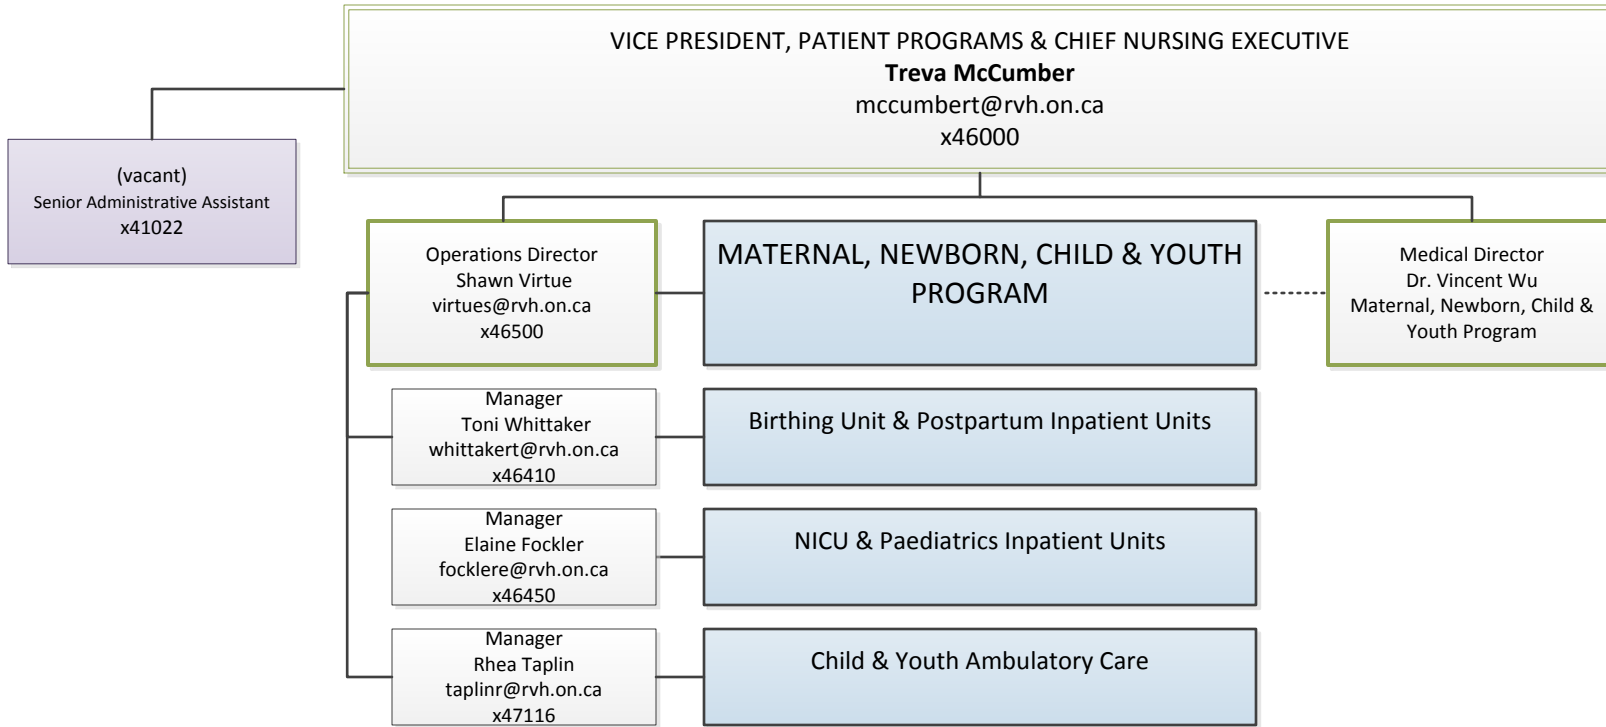 VICE PRESIDENT, PATIENT PROGRAMS & CHIEF NURSING EXECUTIVE
Treva McCumber
mccumbert@rvh.on.ca
x46000
(vacant)
Senior Administrative Assistant
x41022
Operations Director
Shawn Virtue
virtues@rvh.on.ca
x46500
MATERNAL, NEWBORN, CHILD & YOUTH
PROGRAM
Medical Director
Dr. Vincent Wu
Maternal, Newborn, Child &
Youth Program
Manager
Toni Whittaker
whittakert@rvh.on.ca
x46410
Birthing Unit & Postpartum Inpatient Units
Manager
Elaine Fockler
focklere@rvh.on.ca
x46450
NICU & Paediatrics Inpatient Units
Manager
Rhea Taplin
taplinr@rvh.on.ca
x47116
Child & Youth Ambulatory Care